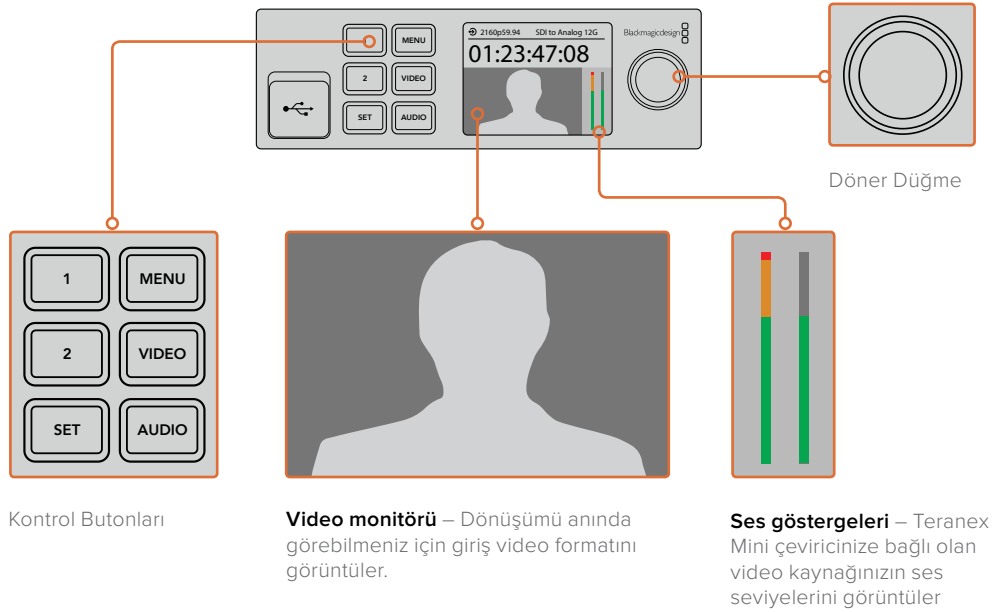 MENU
2160p59.94 SDI to Analog 12G
Blackmagicdesign
01:23:47:08
2 VIDEO
SET AUDIO
Döner Düğme
1 MENU
2 VIDEO
SET AUDIO
Kontrol Butonları
Video monitörü – Dönüşümü anında
görebilmeniz için giriş video formatını
görüntüler.
Ses göstergeleri – Teranex
Mini çeviricinize bağlı olan
video kaynağınızın ses
seviyelerini görüntüler